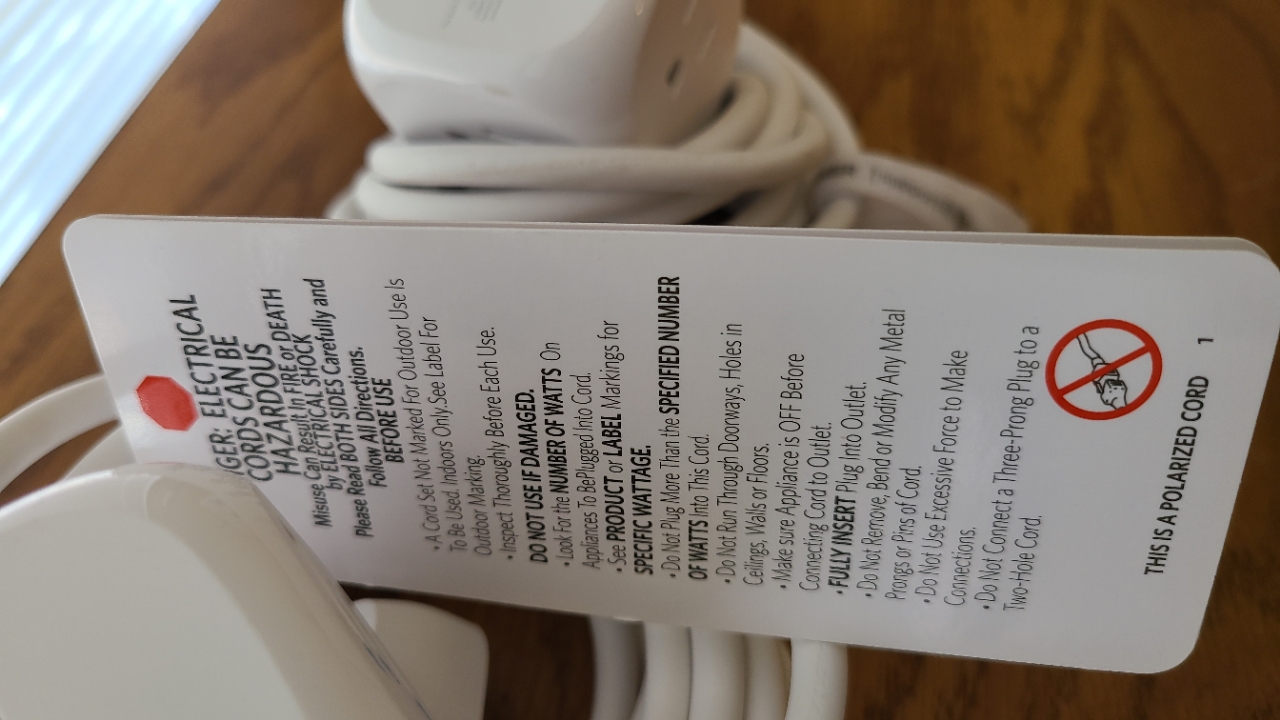 GER: ELECTRICAL
CORDS CAN BE
HAZARDOUS
Misuse Can Result in FIRE or DEATH
by ELECTRICAL SHOCK
Please Read BOTH SIDES Carefully and
Follow All Directions.
BEFORE USE
• A Cord Set Not Marked For Outdoor Use Is
To Be Used. Indoors Only.See Label For
Outdoor Marking.
• Inspect Thoroughly Before Each Use.
DO NOT USE IF DAMAGED.
• Look For the NUMBER OF WATTS On
Appliances To bePlugged Into Cord.
• See PRODUCT or LABEL Markings for
SPECIFIC WATTAGE.
• Do Not Plug More Than the SPECIFIED NUMBER
OF WATTS Into This Cord.
• Do Not Run Through Doorways, Holes in
Ceilings, Walls or Floors.
• Make sure Appliance is OFF Before
Connecting Cord to Outlet.
•FULLY INSERT Plug Into Outlet.
• Do Not Remove, Bend or Modify Any Metal
Prongs or Pins of Cord.
• Do Not Use Excessive Force to Make
Connections.
• Do Not Connect a Three-Prong Plug to a
Two-Hole Cord.
THIS IS A POLARIZED CORD 1